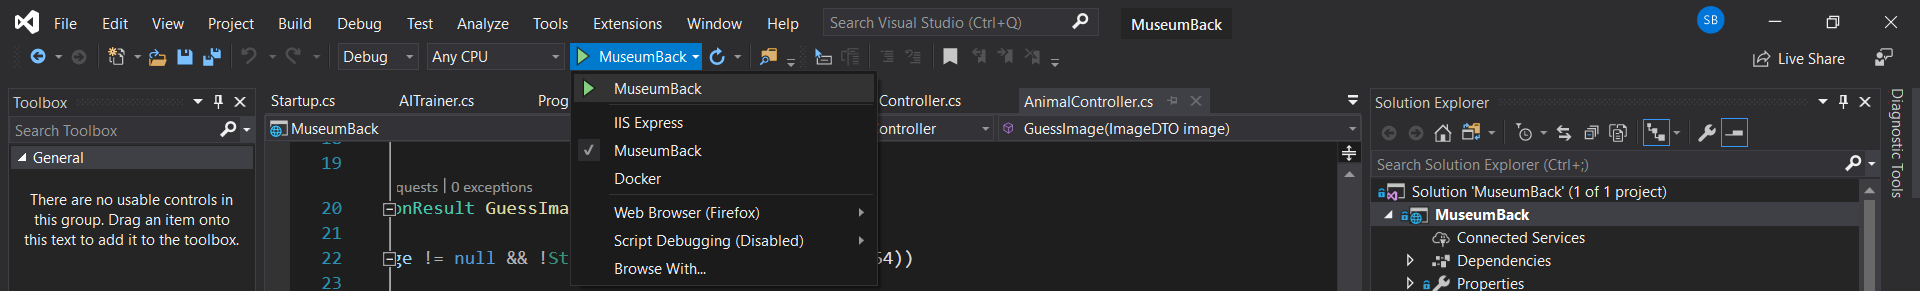 File Edit View Project Build Debug Test Analyze Tools Extensions Window Help Search Visual Studio (Ctrl+Q) MuseumBack SB
Debug Any CPU MuseumBack Live Share
MuseumBack
IIS Express
MuseumBack
Docker
Web Browser (Firefox)
Script Debugging (Disabled)
Browse With...
Toolbox
Search Toolbox
General
There are no usable controls in
this group. Drag an item onto
this text to add it to the toolbox.
Startup.cs AITrainer.cs Prog Controller.cs AnimalController.cs
MuseumBack ontroller GuessImage(ImageDTO image)
19
quests | 0 exceptions
20 onResult GuessIma
21
22 ge != null && !St 64))
23
Solution Explorer
Search Solution Explorer (Ctrl+;)
Solution 'MuseumBack' (1 of 1 project)
MuseumBack
Connected Services
Dependencies
Properties
Diagnostic Tools